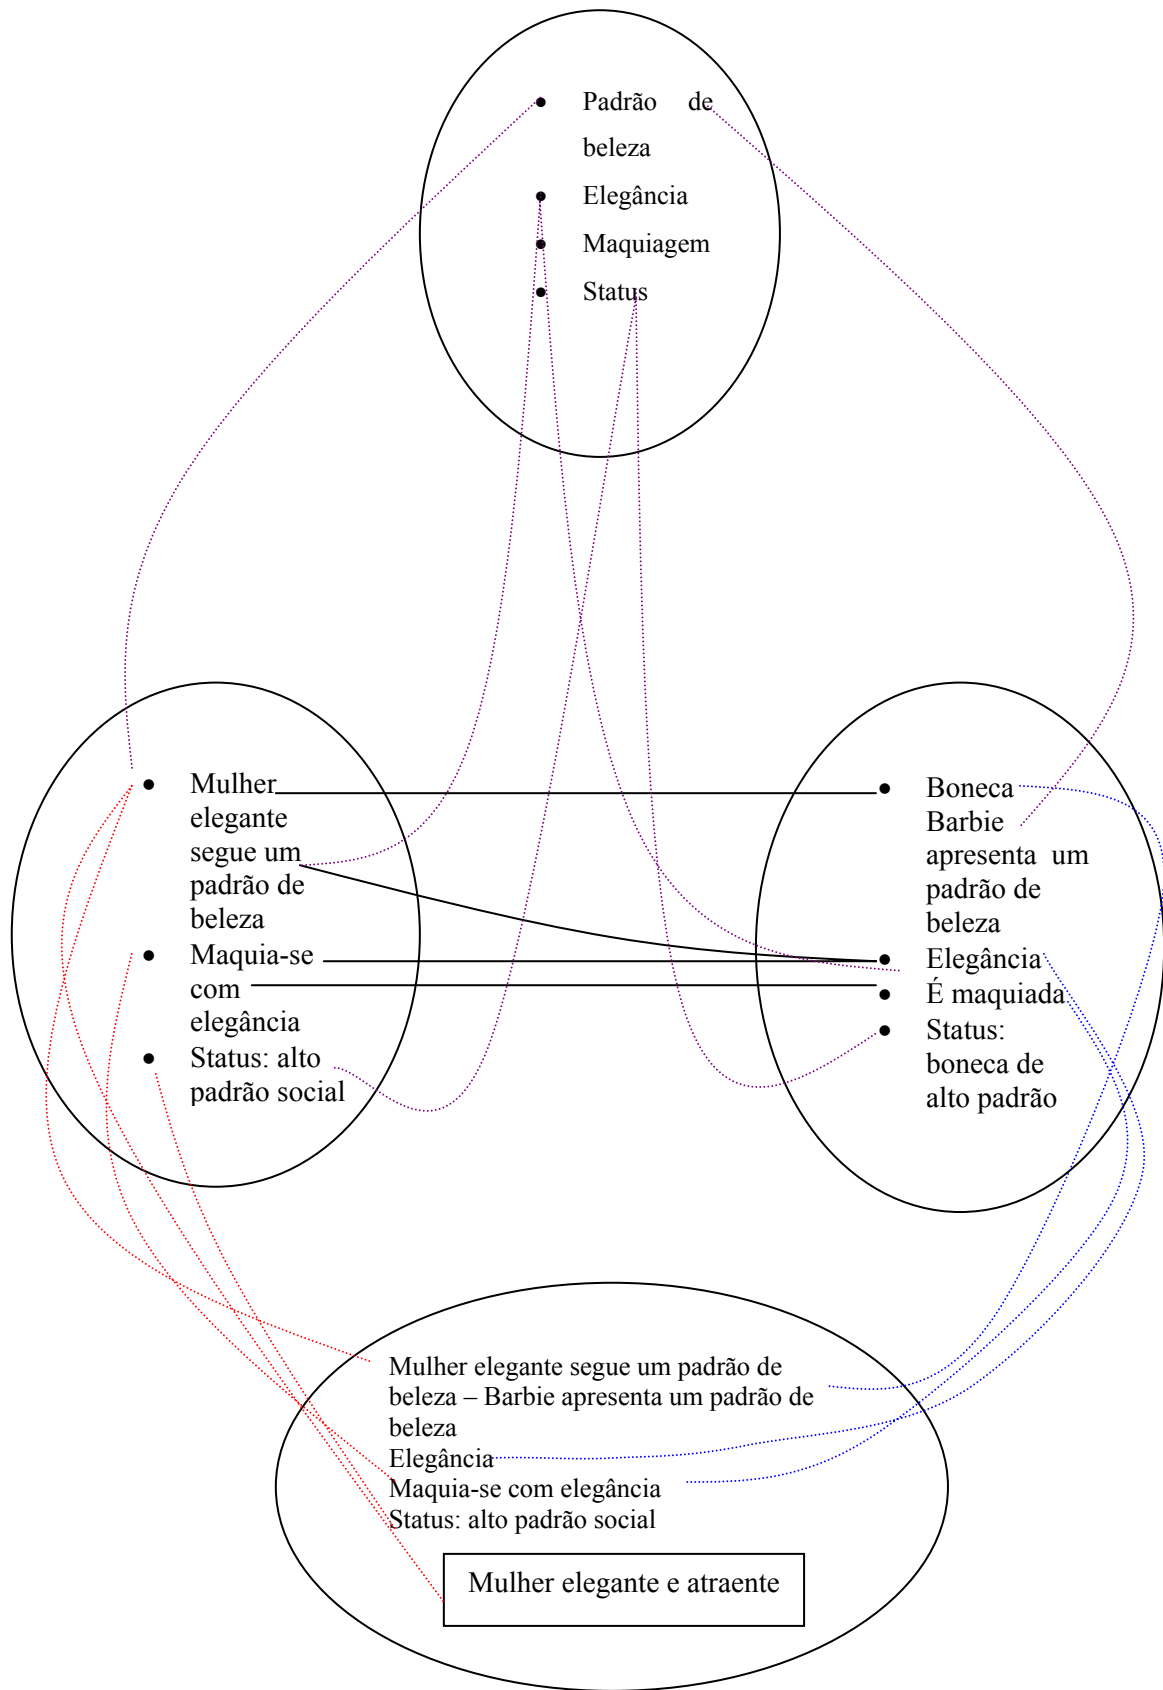 • Padrão de
beleza
• Elegância
• Maquiagem
• Status
• Mulher
elegante
segue um
padrão de
beleza
• Maquia-se
com
elegância
• Status: alto
padrão social
• Boneca
Barbie
apresenta um
padrão de
beleza
• Elegância
• É maquiada
• Status:
boneca de
alto padrão
Mulher elegante segue um padrão de
beleza – Barbie apresenta um padrão de
beleza
Elegância
Maquia-se com elegância
Status: alto padrão social
Mulher elegante e atraente